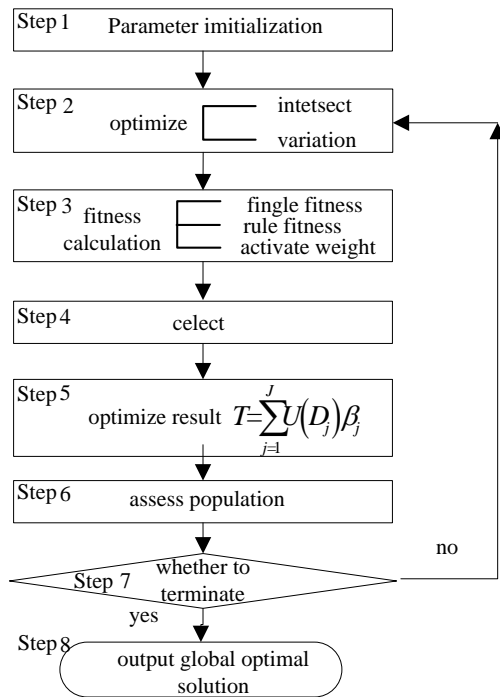 Step 1
Parameter imitialization
Step 2
optimize
intetsect
variation
Step 3
fitness
calculation
fingle fitness
rule fitness
activate weight
Step 4
celect
Step 5
optimize result T=∑_{j=1}^{J}U(D_j)β_j
Step 6
assess population
no
Step 7
whether to
terminate
yes
Step 8
output global optimal
solution